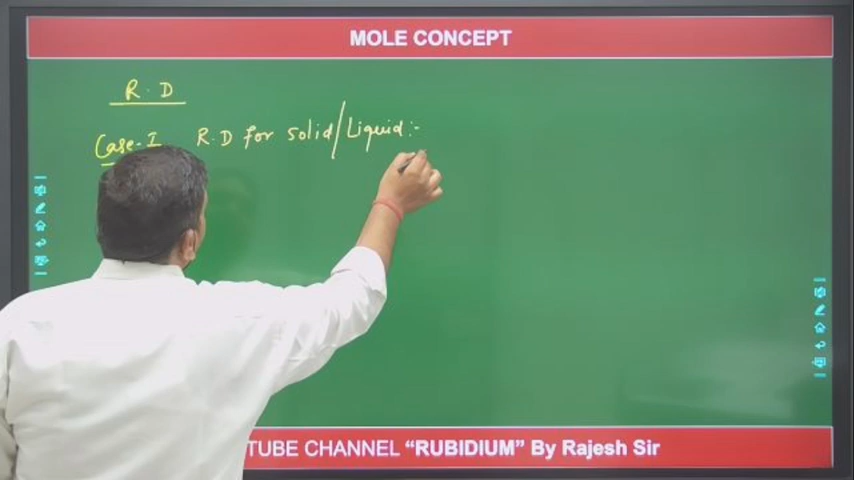 MOLE CONCEPT
R.D
Case-I R.D for solid/Liquid:-
TUBE CHANNEL “RUBIDIUM” By Rajesh Sir